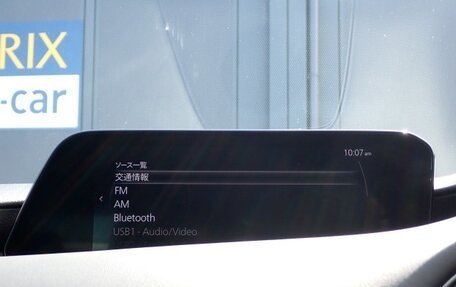 RIX
-car
10:07 am
ソース一覧
交通情報
FM
AM
Bluetooth
USB1 - Audio/Video